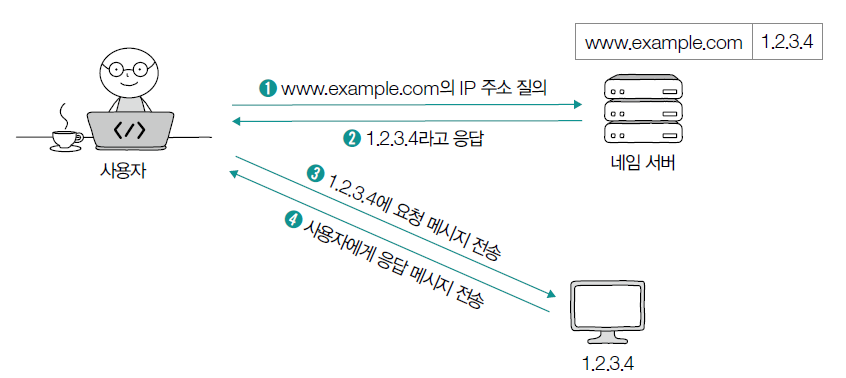 www.example.com 1.2.3.4
❶ www.example.com의 IP 주소 질의
❷ 1.2.3.4라고 응답
</>
사용자
네임 서버
❸ 1.2.3.4에 요청 메시지 전송
❹ 사용자에게 응답 메시지 전송
1.2.3.4